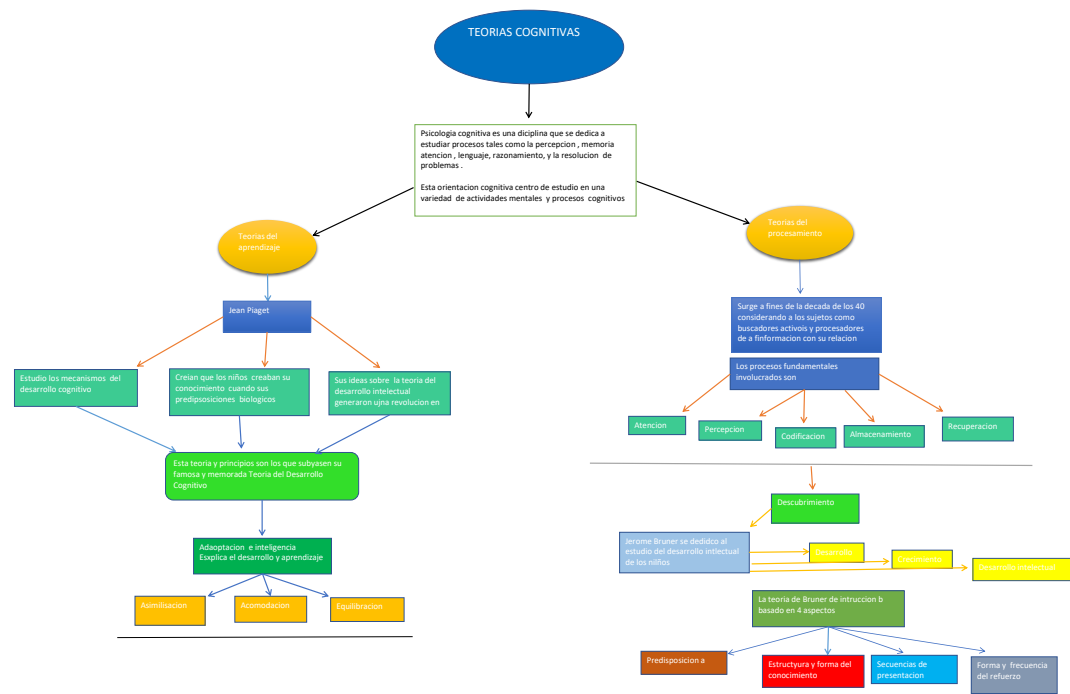 TEORIAS COGNITIVAS
Psicologia cognitiva es una diciplina que se dedica a
estudiar procesos tales como la percepcion , memoria
atencion , lenguaje, razonamiento, y la resolucion de
problemas .
Esta orientacion cognitiva centro de estudio en una
variedad de actividades mentales y procesos cognitivos
Teorias del
aprendizaje
Jean Piaget
Estudio los mecanismos del
desarrollo cognitivo
Creian que los niños creaban su
conocimiento cuando sus
predipsosiciones biologicos
Sus ideas sobre la teoria del
desarrollo intelectual
generaron ujna revolucion en
Esta teoria y principios son los que subyasen su
famosa y memorada Teoria del Desarrollo
Cognitivo
Adaoptacion e inteligencia
Esxplica el desarrollo y aprendizaje
Asimilisacion
Acomodacion
Equilibracion
Teorias del
procesamiento
Surge a fines de la decada de los 40
considerando a los sujetos como
buscadores activois y procesadores
de a finformacion con su relacion
Los procesos fundamentales
involucrados son
Atencion
Percepcion
Codificacion
Almacenamiento
Recuperacion
Descubrimiento
Jerome Bruner se dedidco al
estudio del desarrollo intlectual
de los nilños
Desarrollo
Crecimiento
Desarrollo intelectual
La teoria de Bruner de intruccion b
basado en 4 aspectos
Predisposicion a
Estructyura y forma del
conocimiento
Secuencias de
presentacion
Forma y frecuencia
del refuerzo